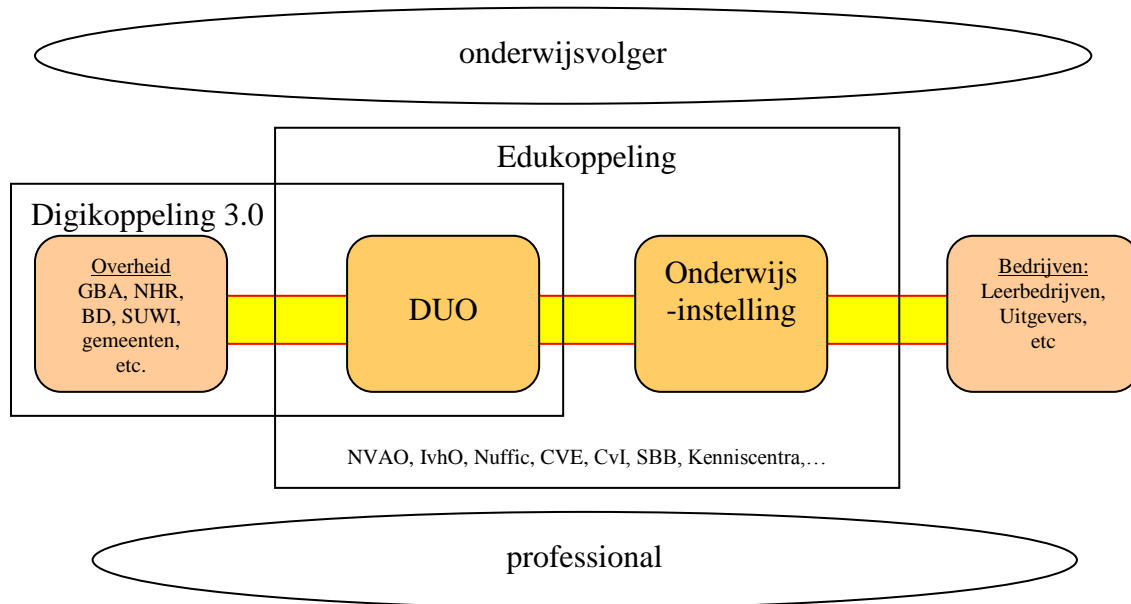 onderwijsvolger
Edukoppeling
Digikoppeling 3.0
Overheid
GBA, NHR,
BD, SUWI,
gemeenten,
etc.
DUO
Onderwijs
-instelling
Bedrijven:
Leerbedrijven,
Uitgevers,
etc
NVAO, IvhO, Nuffic, CVE, CvI, SBB, Kenniscentra,…
professional